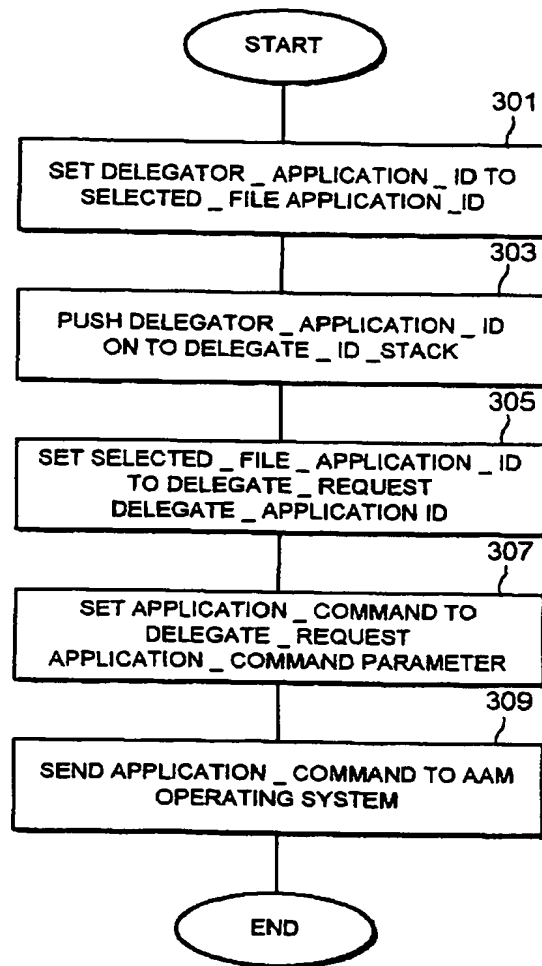 START
301
SET DELEGATOR _ APPLICATION _ ID TO
SELECTED _ FILE APPLICATION _ID
303
PUSH DELEGATOR _ APPLICATION _ ID
ON TO DELEGATE _ ID _STACK
305
SET SELECTED _ FILE _ APPLICATION _ ID
TO DELEGATE _ REQUEST
DELEGATE _ APPLICATION ID
307
SET APPLICATION _ COMMAND TO
DELEGATE _ REQUEST
APPLICATION _ COMMAND PARAMETER
309
SEND APPLICATION _ COMMAND TO AAM
OPERATING SYSTEM
END